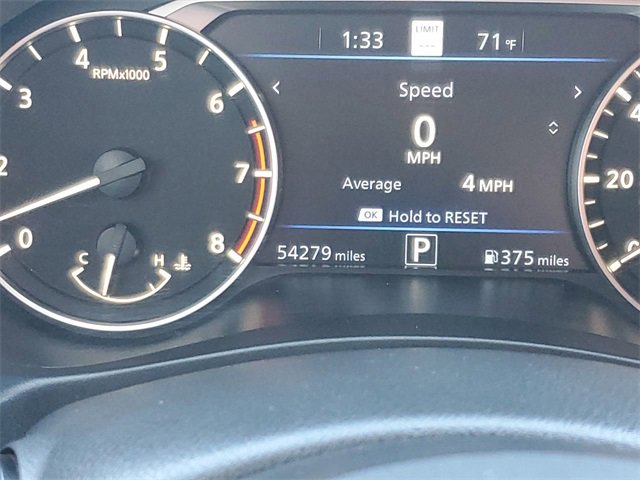 1:33 LIMIT --- 71°F
Speed
0
MPH
Average 4 MPH
OK Hold to RESET
54279 miles P 375 miles
RPMx1000
0
2
3
4
5
6
7
8
C H
20
0